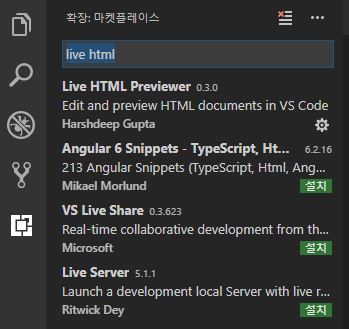 확장: 마켓플레이스
live html
Live HTML Previewer 0.3.0
Edit and preview HTML documents in VS Code
Harshdeep Gupta
Angular 6 Snippets - TypeScript, Ht... 6.2.16
213 Angular Snippets (TypeScript, Html, Ang...
Mikael Morlund 설치
VS Live Share 0.3.623
Real-time collaborative development from th...
Microsoft 설치
Live Server 5.1.1
Launch a development local Server with live r...
Ritwick Dey 설치